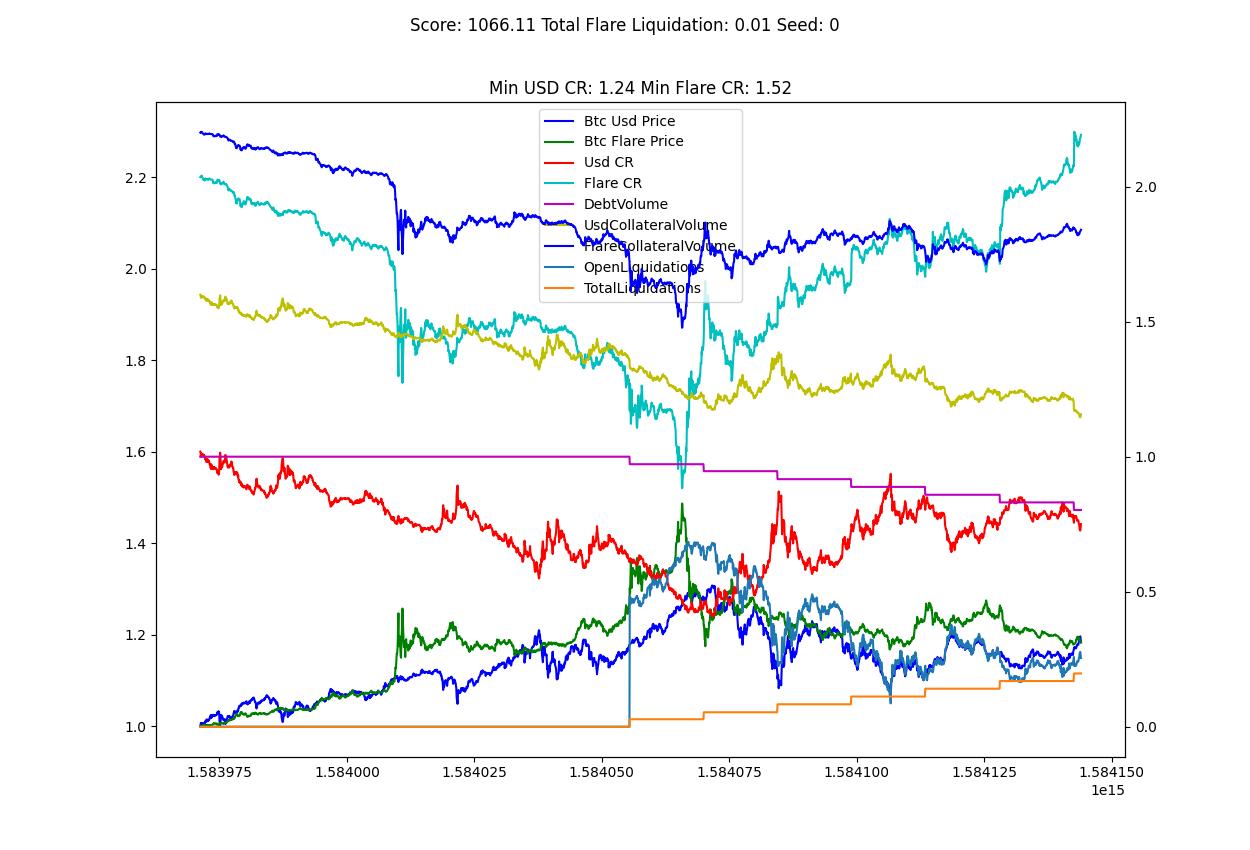 Score: 1066.11 Total Flare Liquidation: 0.01 Seed: 0
Min USD CR: 1.24 Min Flare CR: 1.52
Btc Usd Price
Btc Flare Price
Usd CR
Flare CR
DebtVolume
UsdCollateralVolume
FlareCollateralVolume
OpenLiquidations
TotalLiquidations
2.2
2.0
1.8
1.6
1.4
1.2
1.0
2.0
1.5
1.0
0.5
0.0
1.583975 1.584000 1.584025 1.584050 1.584075 1.584100 1.584125 1.584150
1e15